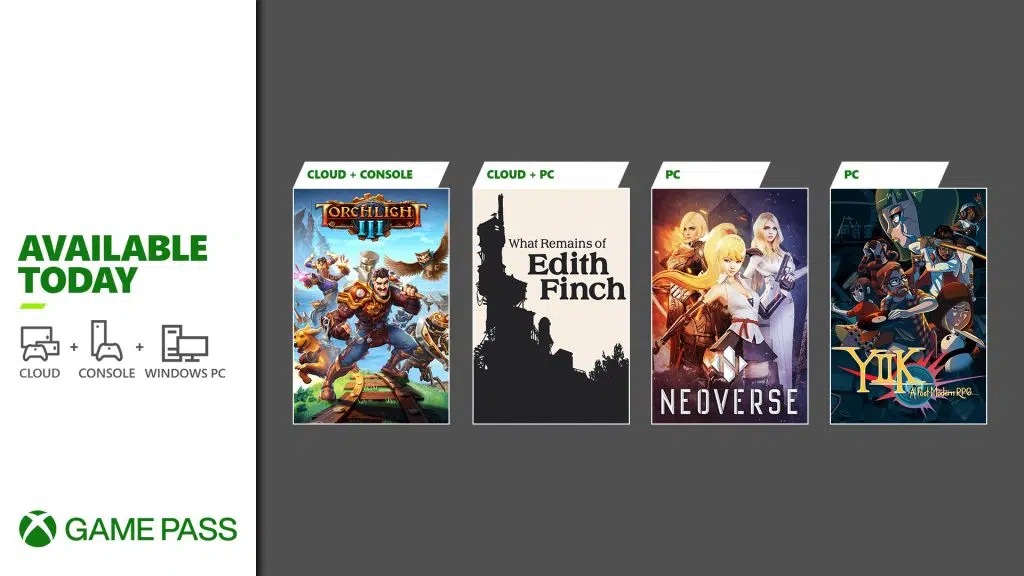 AVAILABLE
TODAY
CLOUD + CONSOLE + WINDOWS PC
GAME PASS
CLOUD + CONSOLE
TORCHLIGHT
III
CLOUD + PC
What Remains of
Edith
Finch
PC
NEOVERSE
PC
YIIK
A Post-Modern RPG